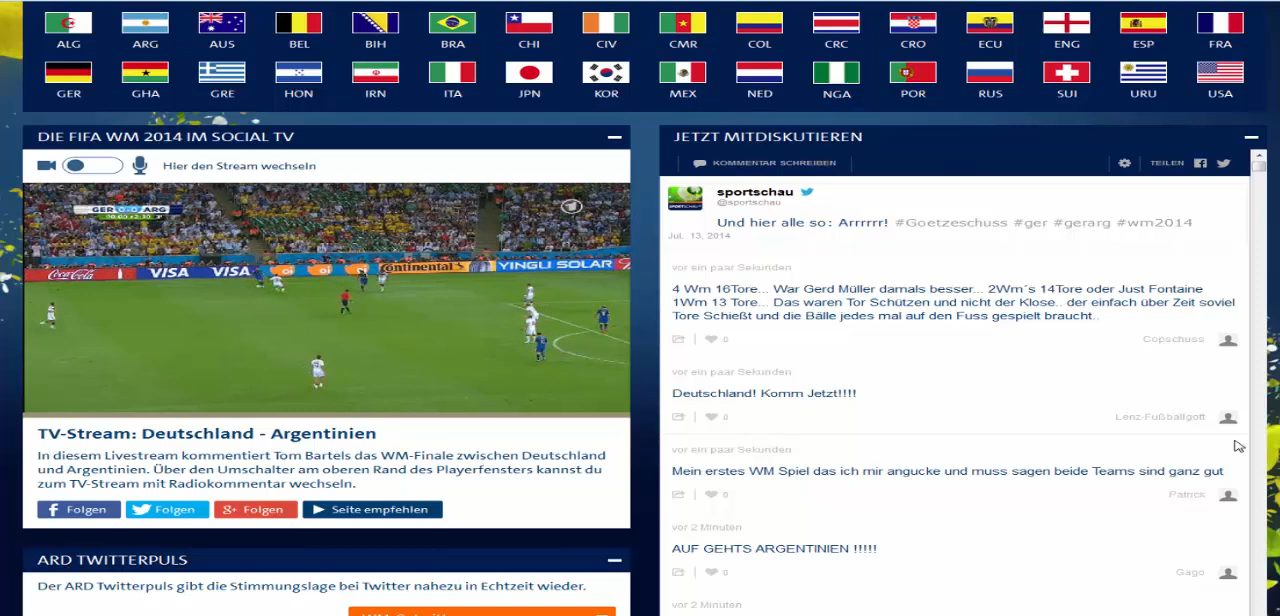 ALG ARG AUS BEL BIH BRA CHI CIV CMR COL CRC CRO ECU ENG ESP FRA
GER GHA GRE HON IRN ITA JPN KOR MEX NED NGA POR RUS SUI URU USA
DIE FIFA WM 2014 IM SOCIAL TV
Hier den Stream wechseln
GER 0:0 ARG
Coca-Cola VISA VISA oi oi Continental YINGLI SOLAR
TV-Stream: Deutschland - Argentinien
In diesem Livestream kommentiert Tom Bartels das WM-Finale zwischen Deutschland
und Argentinien. Über den Umschalter am oberen Rand des Playerfensters kannst du
zum TV-Stream mit Radiokommentar wechseln.
Folgen Folgen g+ Folgen Seite empfehlen
ARD TWITTERPULS
Der ARD Twitterpuls gibt die Stimmungslage bei Twitter nahezu in Echtzeit wieder.
JETZT MITDISKUTIEREN
KOMMENTAR SCHREIBEN TEILEN
sportschau
@sportschau
Und hier alle so: Arrrrrr! #Goetzeschuss #ger #gerarg #wm2014
Jul. 13, 2014
vor ein paar Sekunden
4 Wm 16Tore... War Gerd Müller damals besser... 2Wm´s 14Tore oder Just Fontaine
1Wm 13 Tore... Das waren Tor Schützen und nicht der Klose.. der einfach über Zeit soviel
Tore Schießt und die Bälle jedes mal auf den Fuss gespielt braucht..
0 Copschuss
vor ein paar Sekunden
Deutschland! Komm Jetzt!!!!
0 Lenz-Fußballgott
vor ein paar Sekunden
Mein erstes WM Spiel das ich mir angucke und muss sagen beide Teams sind ganz gut
0 Patrick
vor 2 Minuten
AUF GEHTS ARGENTINIEN !!!!!
0 Gago
vor 2 Minuten